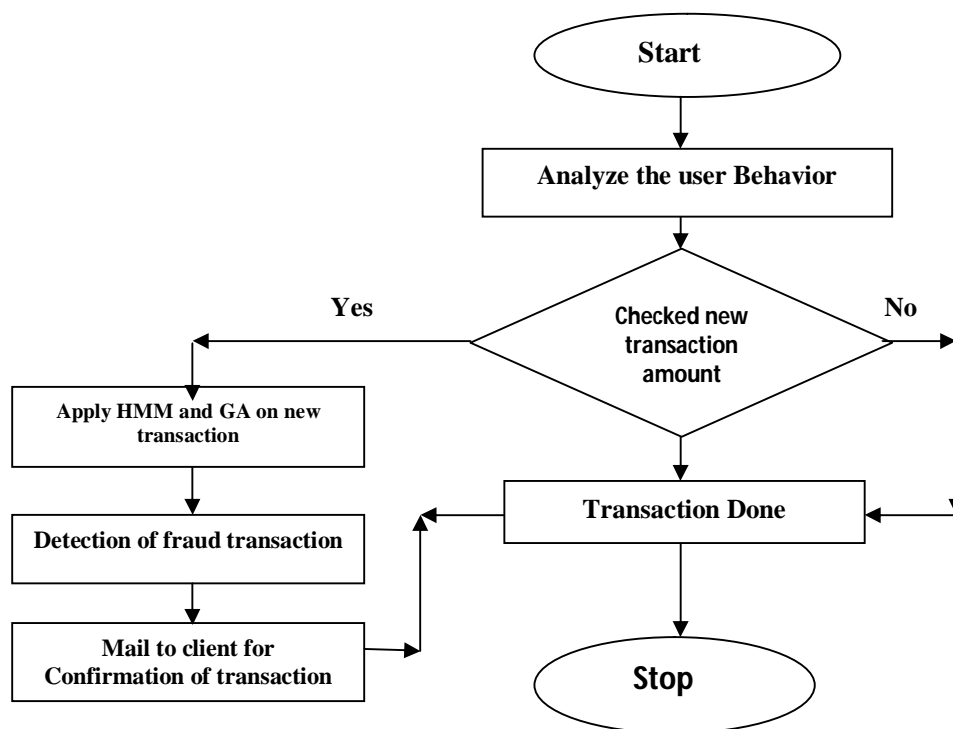 Start
Analyze the user Behavior
Yes
No
Checked new
transaction
amount
Apply HMM and GA on new
transaction
Detection of fraud transaction
Transaction Done
Mail to client for
Confirmation of transaction
Stop